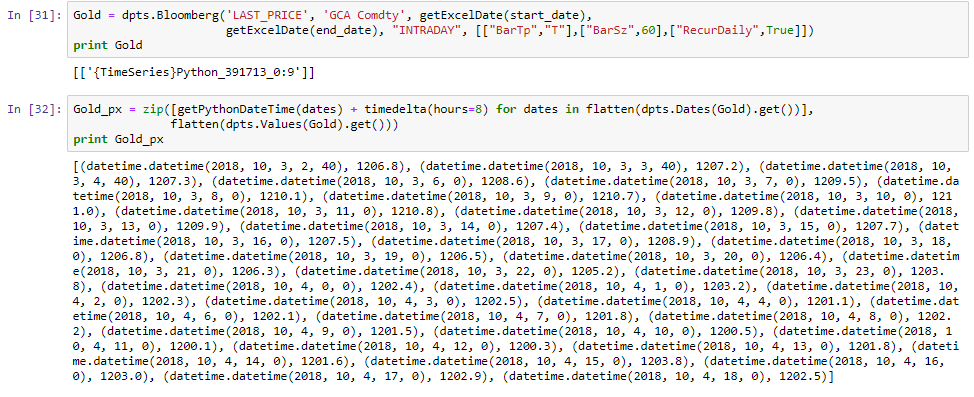 In [31]: Gold = dpts.Bloomberg('LAST_PRICE', 'GCA Comdty', getExcelDate(start_date),
getExcelDate(end_date), "INTRADAY", [["BarTp","T"],["BarSz",60],["RecurDaily",True]])
print Gold
[['{TimeSeries}Python_391713_0:9']]
In [32]: Gold_px = zip([getPythonDateTime(dates) + timedelta(hours=8) for dates in flatten(dpts.Dates(Gold).get())],
flatten(dpts.Values(Gold).get()))
print Gold_px
[(datetime.datetime(2018, 10, 3, 2, 40), 1206.8), (datetime.datetime(2018, 10, 3, 3, 40), 1207.2), (datetime.datetime(2018, 10,
3, 4, 40), 1207.3), (datetime.datetime(2018, 10, 3, 6, 0), 1208.6), (datetime.datetime(2018, 10, 3, 7, 0), 1209.5), (datetime.da
tetime(2018, 10, 3, 8, 0), 1210.1), (datetime.datetime(2018, 10, 3, 9, 0), 1210.7), (datetime.datetime(2018, 10, 3, 10, 0), 121
1.0), (datetime.datetime(2018, 10, 3, 11, 0), 1210.8), (datetime.datetime(2018, 10, 3, 12, 0), 1209.8), (datetime.datetime(2018,
10, 3, 13, 0), 1209.9), (datetime.datetime(2018, 10, 3, 14, 0), 1207.4), (datetime.datetime(2018, 10, 3, 15, 0), 1207.7), (datet
ime.datetime(2018, 10, 3, 16, 0), 1207.5), (datetime.datetime(2018, 10, 3, 17, 0), 1208.9), (datetime.datetime(2018, 10, 3, 18,
0), 1206.8), (datetime.datetime(2018, 10, 3, 19, 0), 1206.5), (datetime.datetime(2018, 10, 3, 20, 0), 1206.4), (datetime.datetim
e(2018, 10, 3, 21, 0), 1206.3), (datetime.datetime(2018, 10, 3, 22, 0), 1205.2), (datetime.datetime(2018, 10, 3, 23, 0), 1203.
8), (datetime.datetime(2018, 10, 4, 0, 0), 1202.4), (datetime.datetime(2018, 10, 4, 1, 0), 1203.2), (datetime.datetime(2018, 10,
4, 2, 0), 1202.3), (datetime.datetime(2018, 10, 4, 3, 0), 1202.5), (datetime.datetime(2018, 10, 4, 4, 0), 1201.1), (datetime.dat
etime(2018, 10, 4, 6, 0), 1202.1), (datetime.datetime(2018, 10, 4, 7, 0), 1201.8), (datetime.datetime(2018, 10, 4, 8, 0), 1202.
2), (datetime.datetime(2018, 10, 4, 9, 0), 1201.5), (datetime.datetime(2018, 10, 4, 10, 0), 1200.5), (datetime.datetime(2018, 1
0, 4, 11, 0), 1200.1), (datetime.datetime(2018, 10, 4, 12, 0), 1200.3), (datetime.datetime(2018, 10, 4, 13, 0), 1201.8), (dateti
me.datetime(2018, 10, 4, 14, 0), 1201.6), (datetime.datetime(2018, 10, 4, 15, 0), 1203.8), (datetime.datetime(2018, 10, 4, 16,
0), 1203.0), (datetime.datetime(2018, 10, 4, 17, 0), 1202.9), (datetime.datetime(2018, 10, 4, 18, 0), 1202.5)]